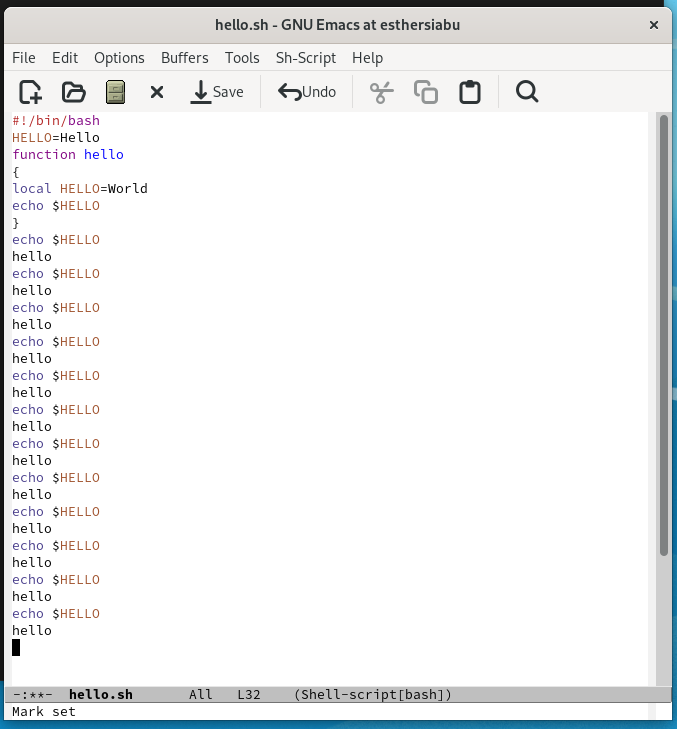 hello.sh - GNU Emacs at esthersiabu ×
File Edit Options Buffers Tools Sh-Script Help
Save Undo
#!/bin/bash
HELLO=Hello
function hello
{
local HELLO=World
echo $HELLO
}
echo $HELLO
hello
echo $HELLO
hello
echo $HELLO
hello
echo $HELLO
hello
echo $HELLO
hello
echo $HELLO
hello
echo $HELLO
hello
echo $HELLO
hello
echo $HELLO
hello
echo $HELLO
hello
echo $HELLO
hello
echo $HELLO
hello
-:**- hello.sh All L32 (Shell-script[bash])
Mark set